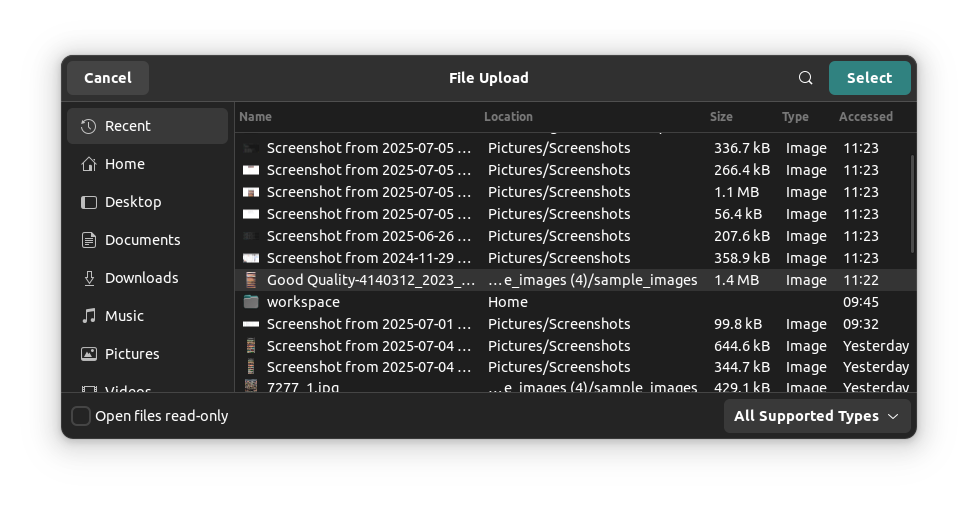 Cancel File Upload Select
Name Location Size Type Accessed
Recent
Home
Desktop
Documents
Downloads
Music
Pictures
Videos
Screenshot from 2025-07-05 ... Pictures/Screenshots 336.7 kB Image 11:23
Screenshot from 2025-07-05 ... Pictures/Screenshots 266.4 kB Image 11:23
Screenshot from 2025-07-05 ... Pictures/Screenshots 1.1 MB Image 11:23
Screenshot from 2025-07-05 ... Pictures/Screenshots 56.4 kB Image 11:23
Screenshot from 2025-06-26 ... Pictures/Screenshots 207.6 kB Image 11:23
Screenshot from 2024-11-29 ... Pictures/Screenshots 358.9 kB Image 11:23
Good Quality-4140312_2023_... ...e_images (4)/sample_images 1.4 MB Image 11:22
workspace Home 09:45
Screenshot from 2025-07-01 ... Pictures/Screenshots 99.8 kB Image 09:32
Screenshot from 2025-07-04 ... Pictures/Screenshots 644.6 kB Image Yesterday
Screenshot from 2025-07-04 ... Pictures/Screenshots 344.7 kB Image Yesterday
7277_1.jpg ...e_images (4)/sample_images 429.1 kB Image Yesterday
Open files read-only All Supported Types